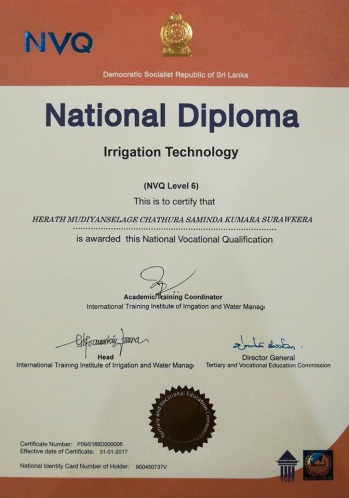 NVQ
Democratic Socialist Republic of Sri Lanka
National Diploma
Irrigation Technology
(NVQ Level 6)
This is to certify that
HERATH MUDIYANSELAGE CHATHURA SAMINDA KUMARA SURAWEERA
is awarded this National Vocational Qualification
Academic/Training Coordinator
International Training Institute of Irrigation and Water Manag
Head
International Training Institute of Irrigation and Water Manag
Director General
Tertiary and Vocational Education Commission
Tertiary and Vocational Education Commission
Certificate Number: P09/0166D000006
Effective date of Certificate: 31-01-2017
National Identity Card Number of Holder: 900450737V